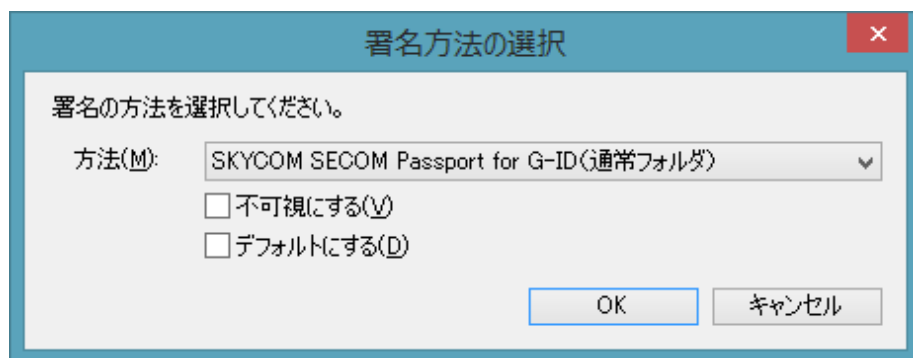 署名方法の選択
署名の方法を選択してください。
方法(M): SKYCOM SECOM Passport for G-ID(通常フォルダ)
不可視にする(V)
デフォルトにする(D)
OK キャンセル